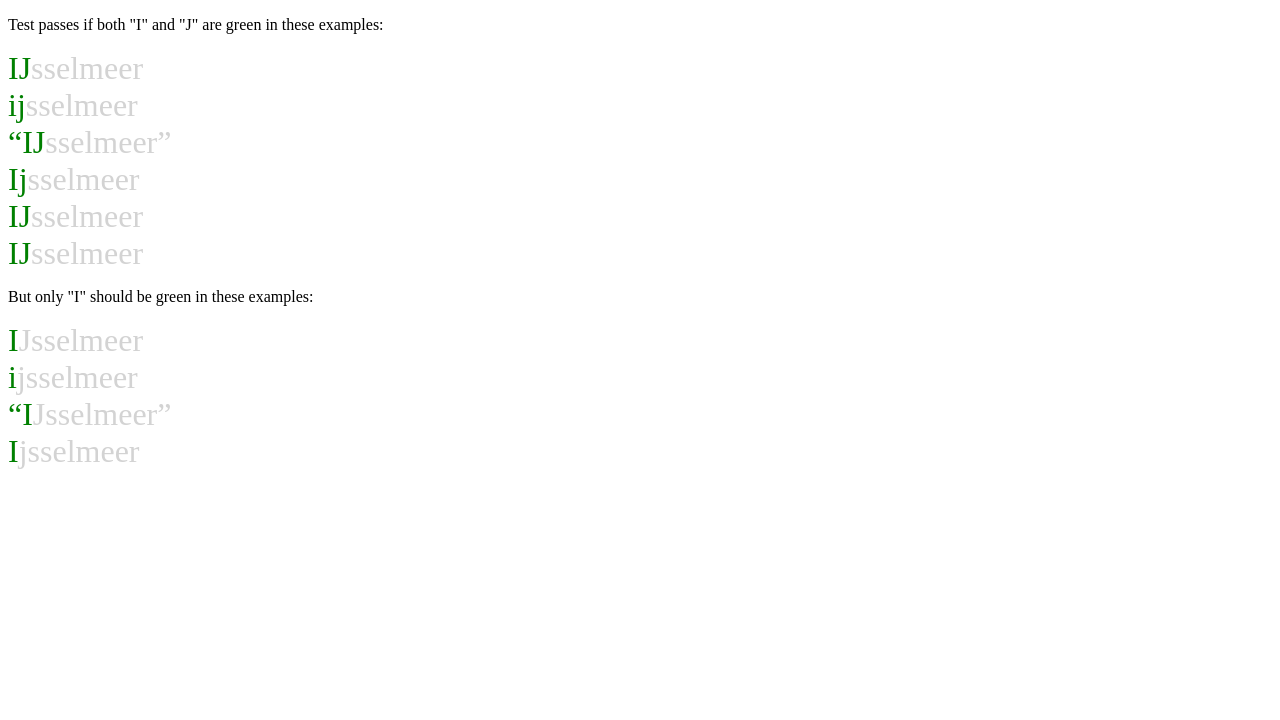 Test passes if both "I" and "J" are green in these examples:
IJsselmeer
ijsselmeer
“IJsselmeer”
Ijsselmeer
IJsselmeer
IJsselmeer
But only "I" should be green in these examples:
IJsselmeer
ijsselmeer
“IJsselmeer”
Ijsselmeer